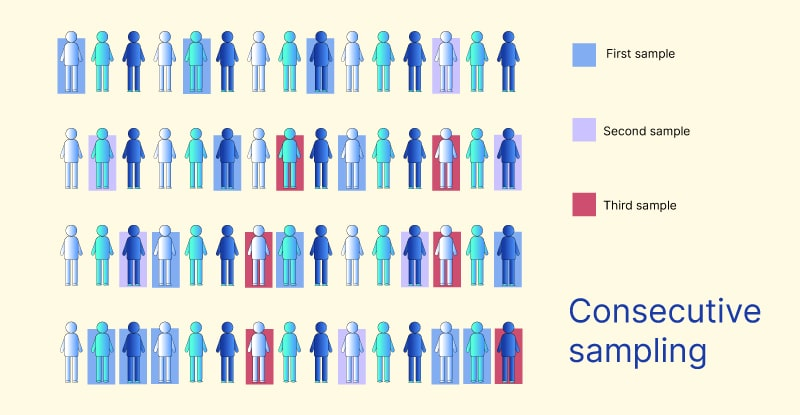 First sample
Second sample
Third sample
Consecutive
sampling